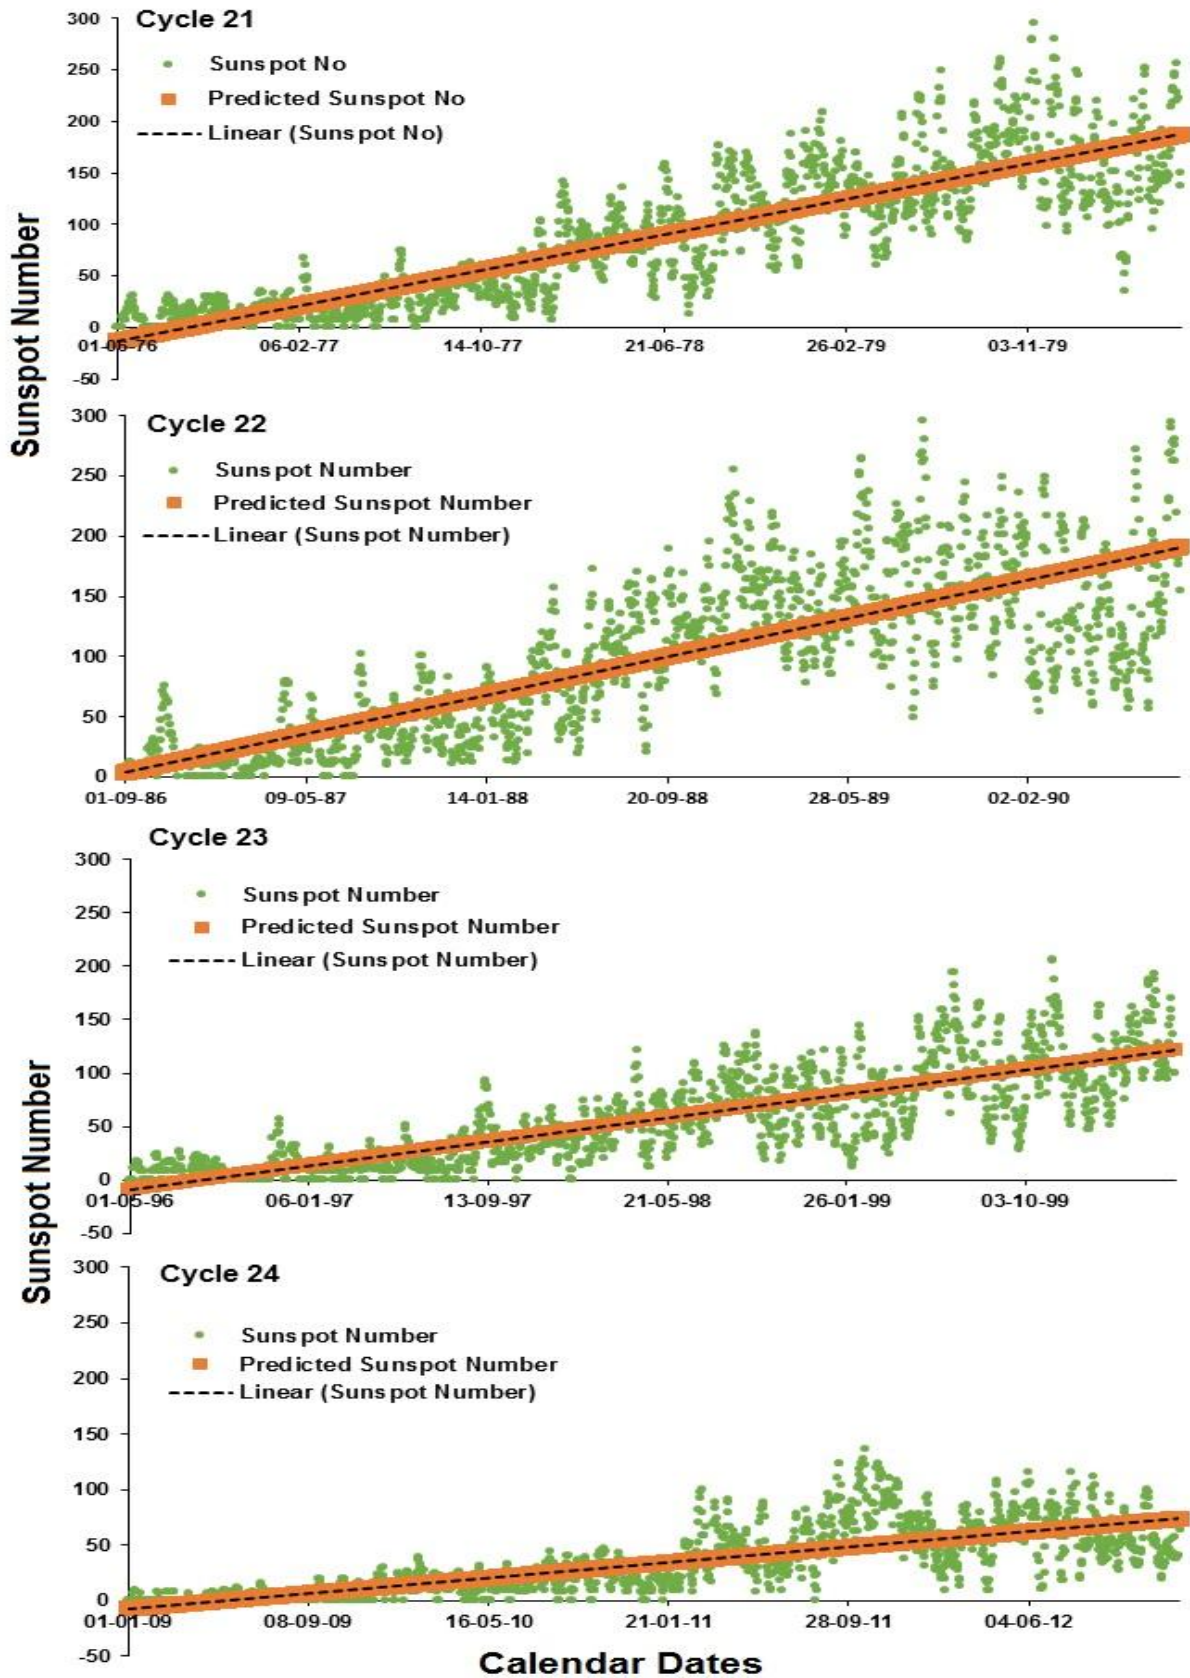 Sunspot Number
Cycle 21
Sunspot No
Predicted Sunspot No
Linear (Sunspot No)
300
250
200
150
100
50
0
-50
01-06-76 06-02-77 14-10-77 21-06-78 26-02-79 03-11-79
Cycle 22
Sunspot Number
Predicted Sunspot Number
Linear (Sunspot Number)
300
250
200
150
100
50
0
01-09-86 09-05-87 14-01-88 20-09-88 28-05-89 02-02-90
Sunspot Number
Cycle 23
Sunspot Number
Predicted Sunspot Number
Linear (Sunspot Number)
300
250
200
150
100
50
0
-50
01-05-96 06-01-97 13-09-97 21-05-98 26-01-99 03-10-99
Cycle 24
Sunspot Number
Predicted Sunspot Number
Linear (Sunspot Number)
300
250
200
150
100
50
0
-50
01-01-09 08-09-09 16-05-10 21-01-11 28-09-11 04-06-12
Calendar Dates